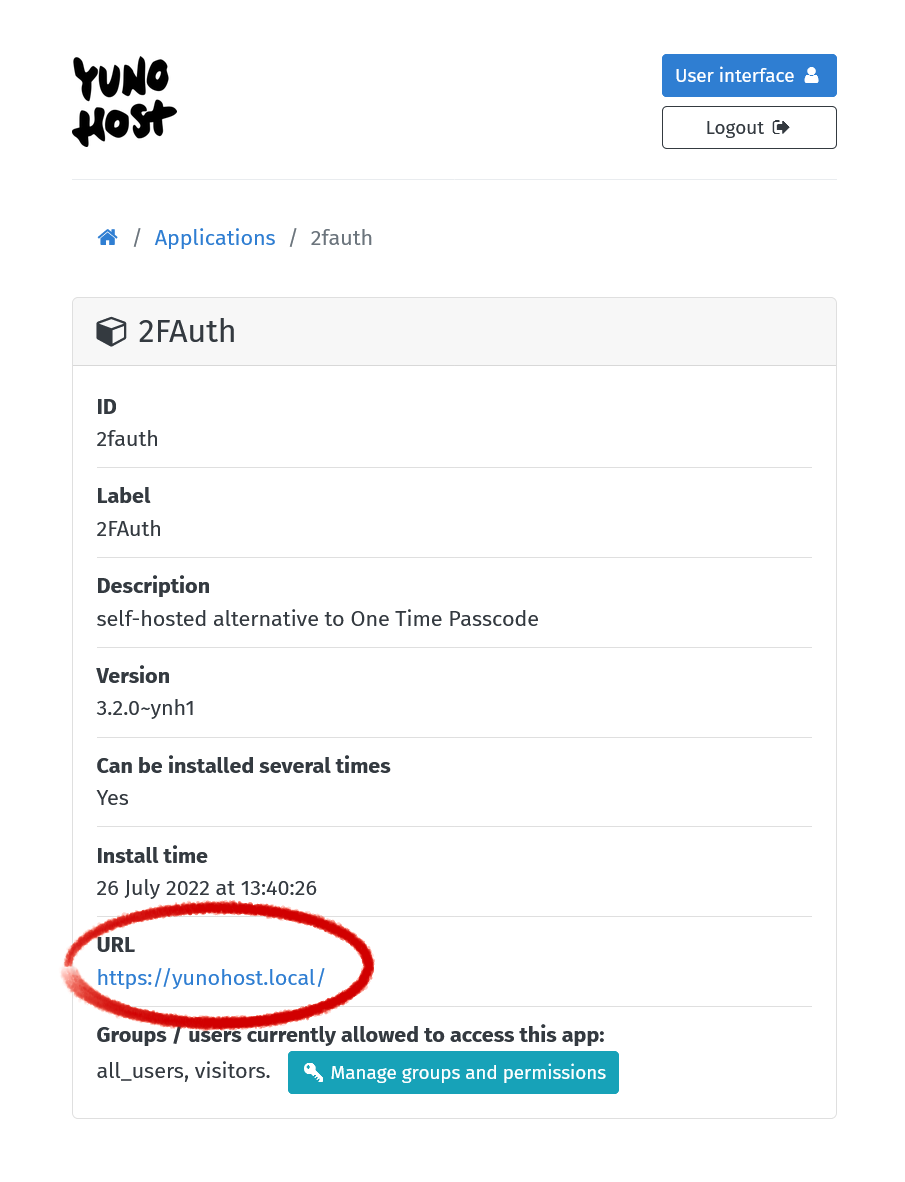 YUNO
HOST
User interface
Logout
/ Applications / 2fauth
2FAuth
ID
2fauth
Label
2FAuth
Description
self-hosted alternative to One Time Passcode
Version
3.2.0~ynh1
Can be installed several times
Yes
Install time
26 July 2022 at 13:40:26
URL
https://yunohost.local/
Groups / users currently allowed to access this app:
all_users, visitors.
Manage groups and permissions